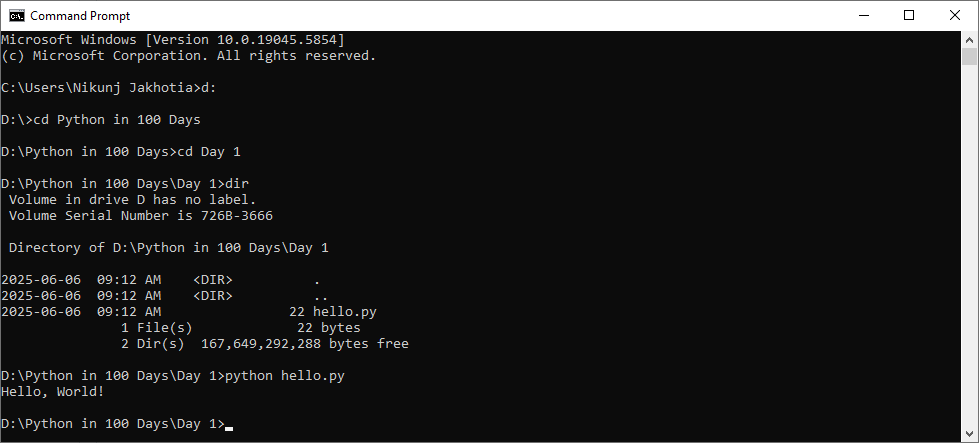 Command Prompt
Microsoft Windows [Version 10.0.19045.5854]
(c) Microsoft Corporation. All rights reserved.
C:\Users\Nikunj Jakhotia>d:
D:\>cd Python in 100 Days
D:\Python in 100 Days>cd Day 1
D:\Python in 100 Days\Day 1>dir
 Volume in drive D has no label.
 Volume Serial Number is 726B-3666
 Directory of D:\Python in 100 Days\Day 1
2025-06-06  09:12 AM    <DIR>          .
2025-06-06  09:12 AM    <DIR>          ..
2025-06-06  09:12 AM                22 hello.py
               1 File(s)             22 bytes
               2 Dir(s)  167,649,292,288 bytes free
D:\Python in 100 Days\Day 1>python hello.py
Hello, World!
D:\Python in 100 Days\Day 1>